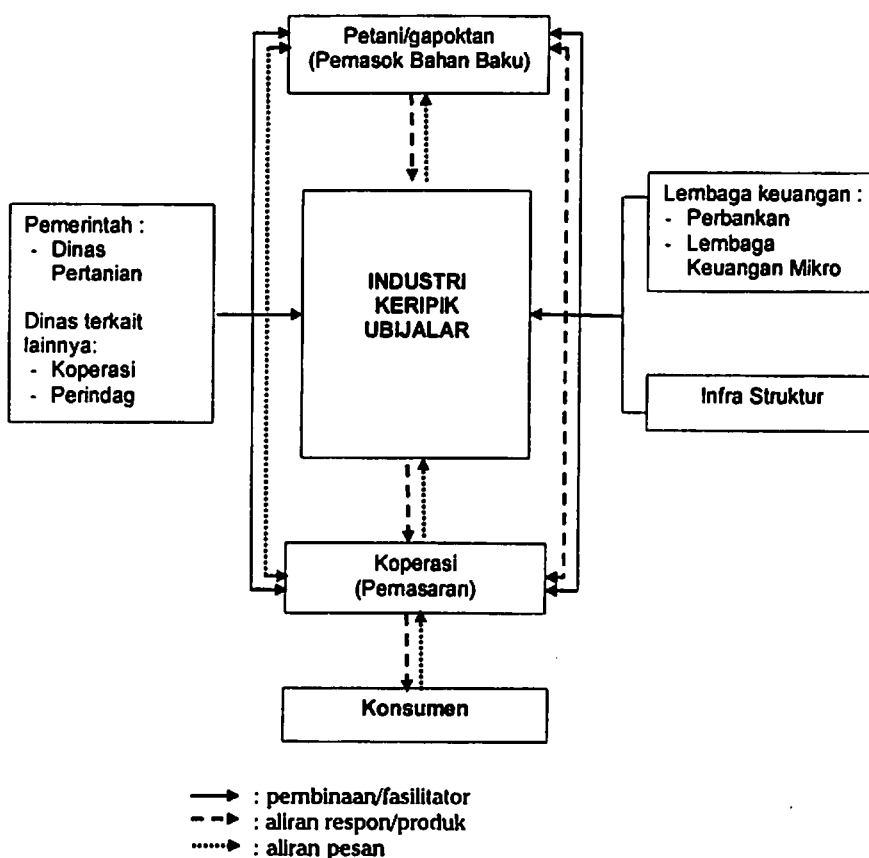 Petani/gapoktan
(Pemasok Bahan Baku)
Pemerintah :
- Dinas
Pertanian
Dinas terkait
lainnya:
- Koperasi
- Perindag
INDUSTRI
KERIPIK
UBIJALAR
Lembaga keuangan :
- Perbankan
- Lembaga
Keuangan Mikro
Infra Struktur
Koperasi
(Pemasaran)
Konsumen
: pembinaan/fasilitator
: aliran respon/produk
: aliran pesan